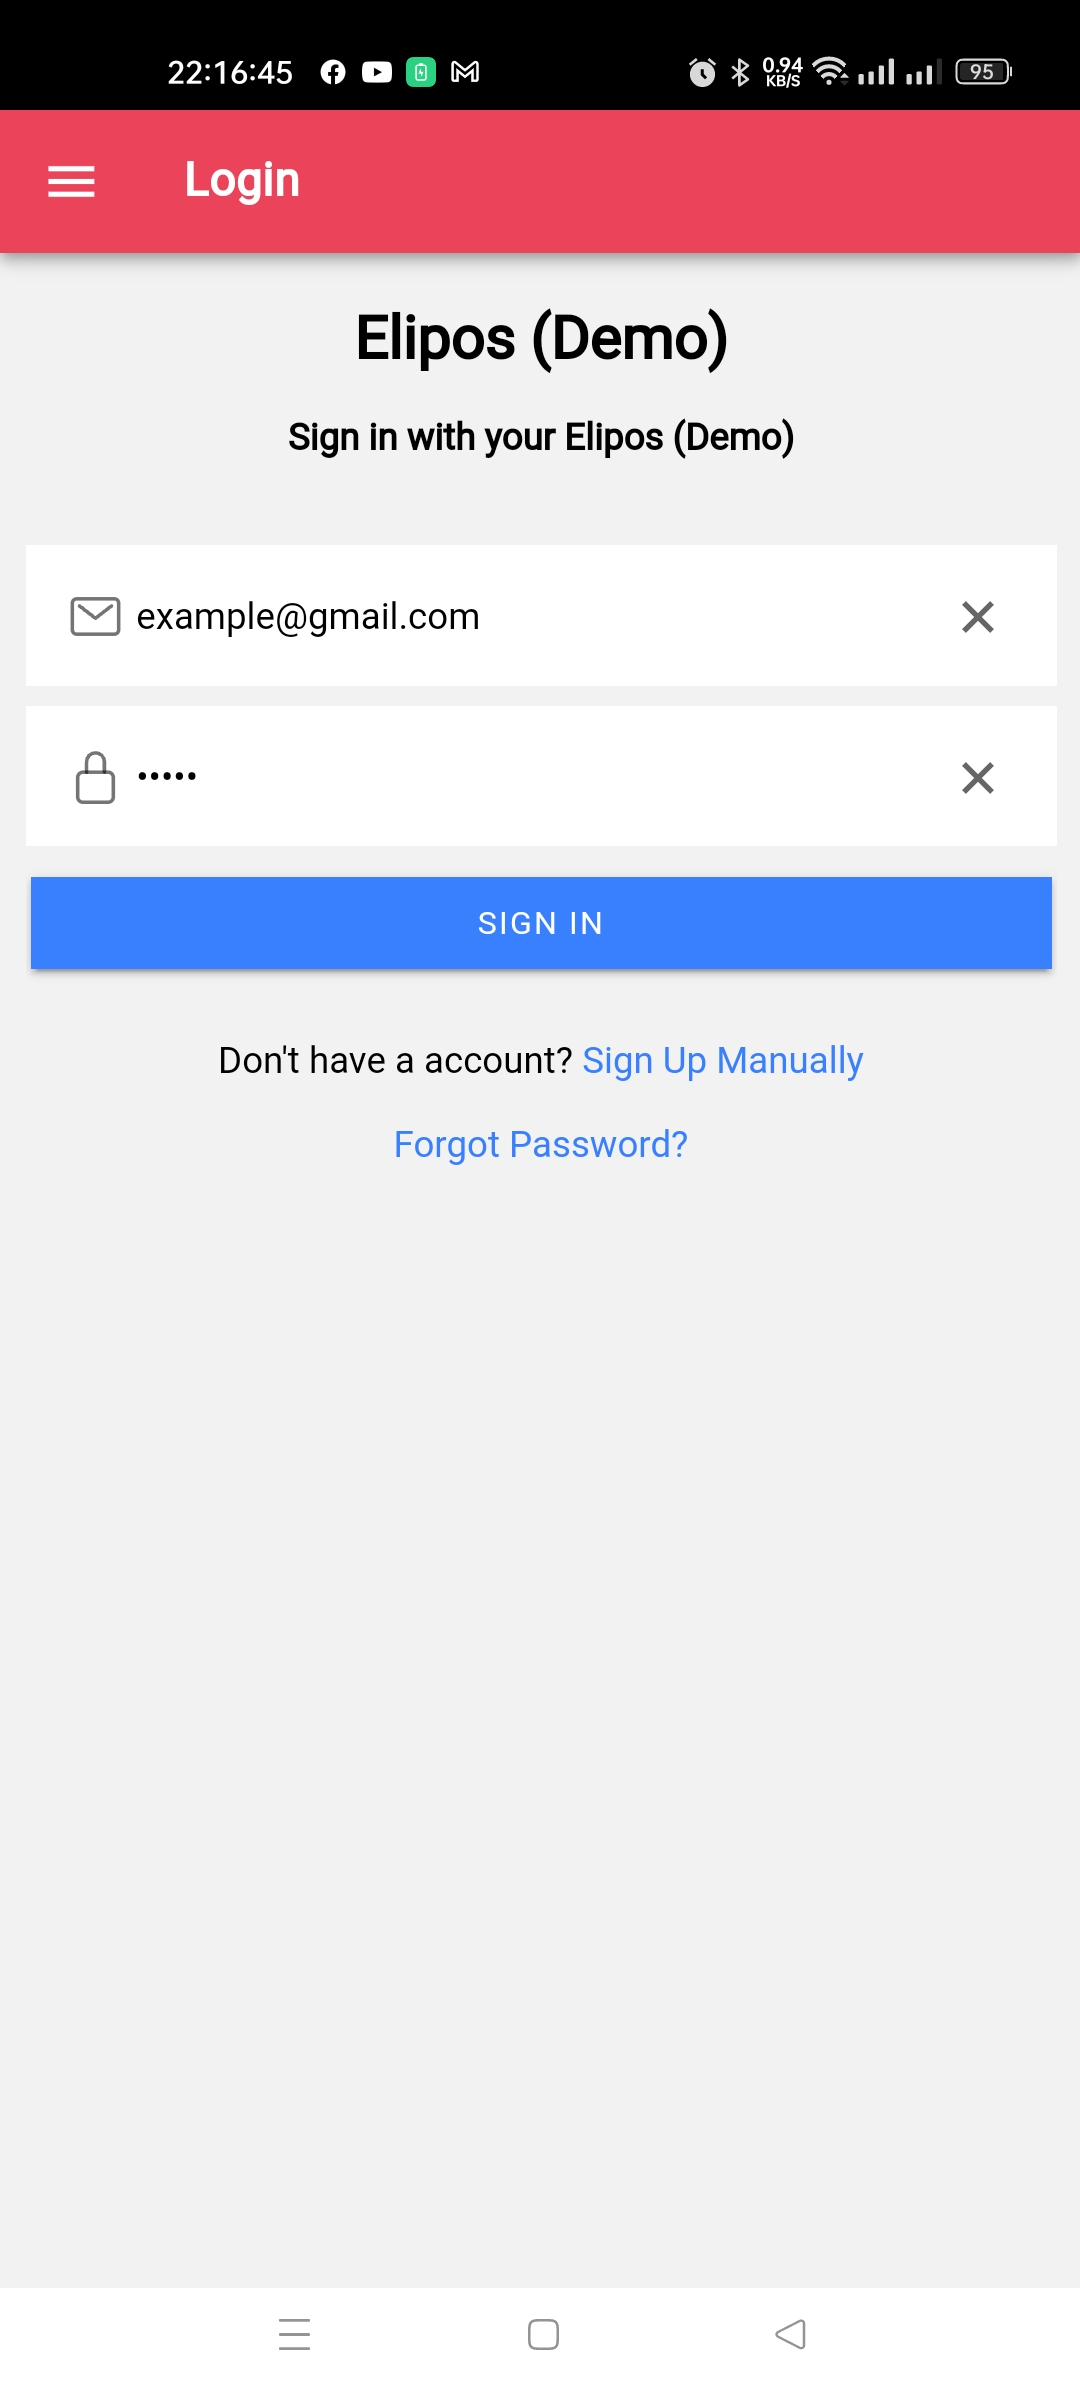 22:16:45 0.94 KB/S 95
Login
Elipos (Demo)
Sign in with your Elipos (Demo)
example@gmail.com
•••••
SIGN IN
Don't have a account? Sign Up Manually
Forgot Password?